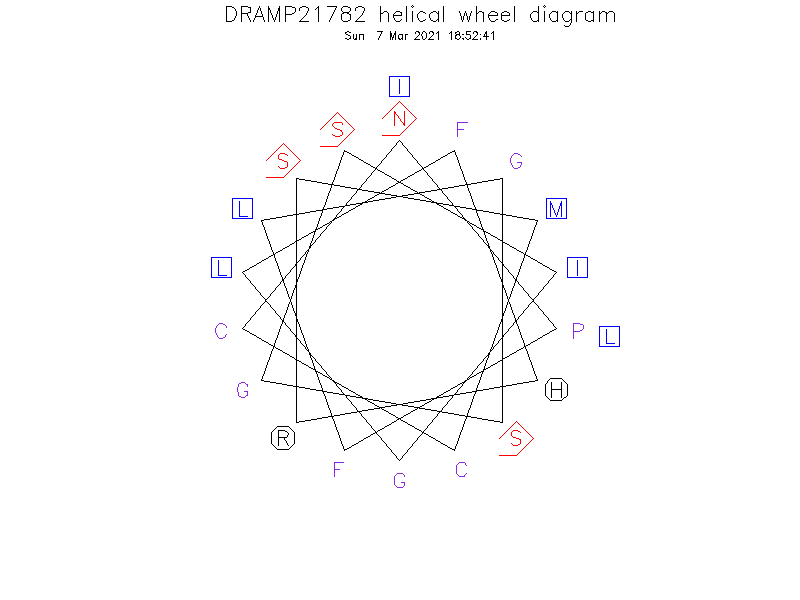 DRAMP21782 helical wheel diagram
Sun 7 Mar 2021 18:52:41
I
S N F
S G
L M
L I
C P L
G H
R S
F G C